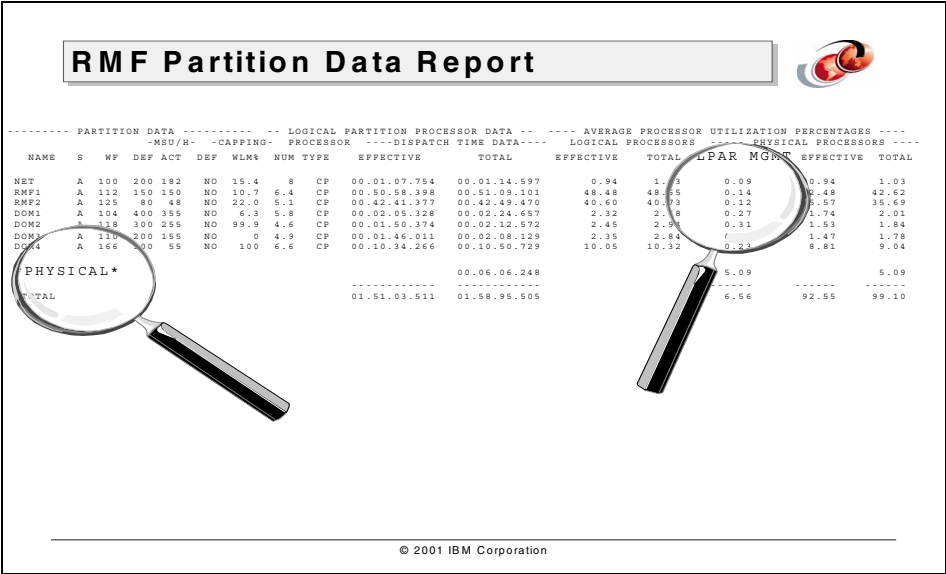 RMF Partition Data Report
--------- PARTITION DATA ---------- -- LOGICAL PARTITION PROCESSOR DATA -- ---- AVERAGE PROCESSOR UTILIZATION PERCENTAGES ----
-MSU/H- -CAPPING- PROCESSOR ----DISPATCH TIME DATA---- LOGICAL PROCESSORS PHYSICAL PROCESSORS ----
NAME S WF DEF ACT DEF WLM% NUM TYPE EFFECTIVE TOTAL EFFECTIVE TOTAL LPAR MGMT EFFECTIVE TOTAL
NET A 100 200 182 NO 15.4 8 CP 00.01.07.754 00.01.14.597 0.94 0.09 0.94 1.03
RMF1 A 112 150 150 NO 10.7 6.4 CP 00.50.58.398 00.51.09.101 48.48 0.14 42.62
RMF2 A 125 80 48 NO 22.0 5.1 CP 00.42.41.377 00.42.49.470 40.60 0.12 35.69
DOM1 A 104 400 355 NO 6.3 5.8 CP 00.02.05.328 00.02.24.657 2.32 0.27 1.74 2.01
DOM2 A 118 300 255 NO 99.9 4.6 CP 00.01.50.374 00.02.12.572 2.45 0.31 1.53 1.84
A 110 200 155 NO 0 4.9 CP 00.01.46.011 00.02.08.129 2.35 2.84 1.47 1.78
A 166 55 NO 100 6.6 CP 00.10.34.266 00.10.50.729 10.05 10.32 0.23 8.81 9.04
PHYSICAL* 00.06.06.248 5.09 5.09
------------ ------------ ------ ------
TOTAL 01.51.03.511 01.58.95.505 6.56 92.55 99.10
© 2001 IBM Corporation